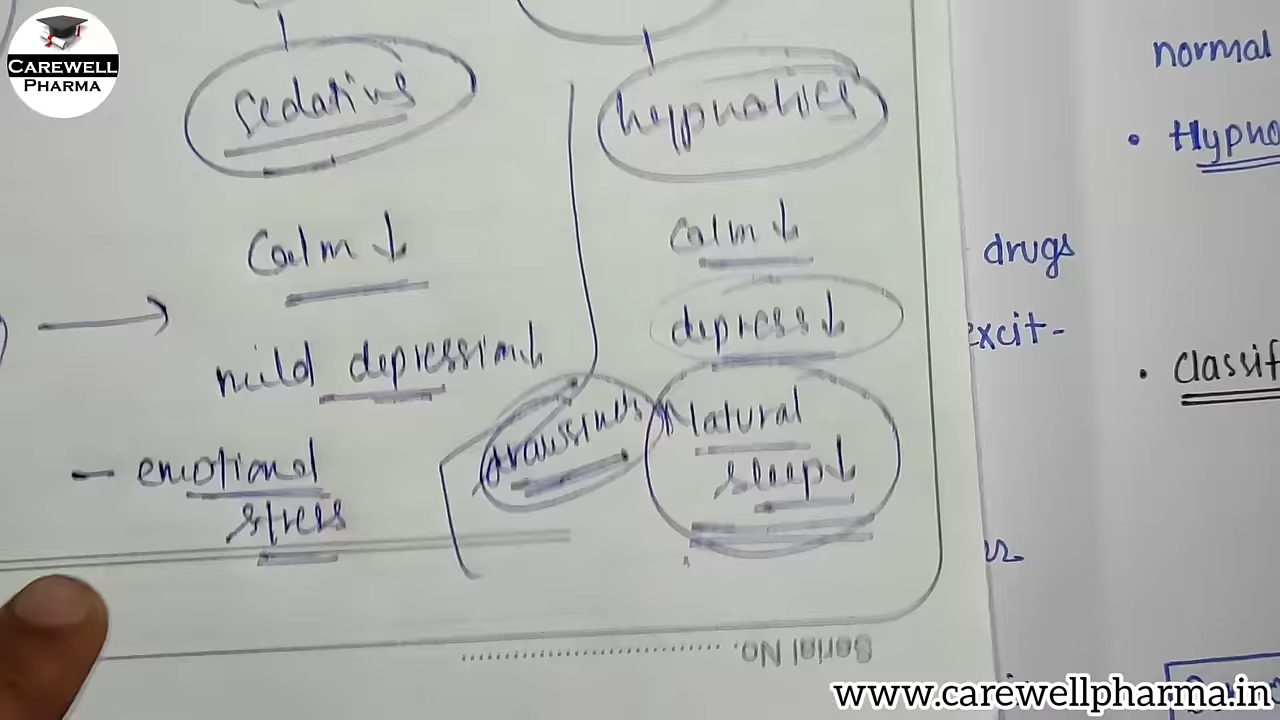 CAREWELL
PHARMA
sedatives
calm ↓
mild depression ↓
- emotional
stress
hypnotics
calm ↓
depress ↓
Natural
sleep ↓
normal
• Hypno
drugs
excit-
• Classif
Serial No. ............................
www.carewellpharma.in